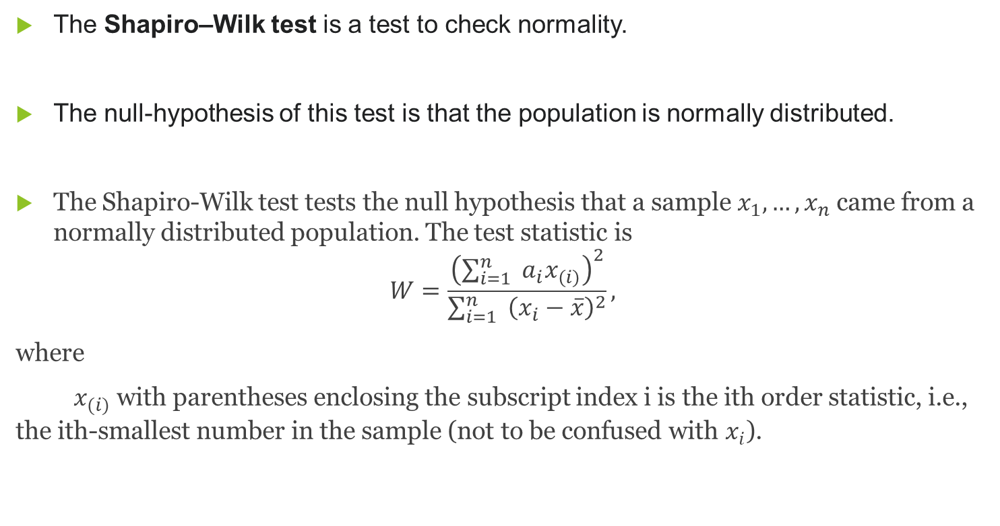 ▶ The Shapiro–Wilk test is a test to check normality.
▶ The null-hypothesis of this test is that the population is normally distributed.
▶ The Shapiro-Wilk test tests the null hypothesis that a sample $x_1, \ldots, x_n$ came from a
normally distributed population. The test statistic is
$W = \frac{\left(\sum_{i=1}^{n} a_i x_{(i)}\right)^2}{\sum_{i=1}^{n} (x_i - \bar{x})^2},$
where
$x_{(i)}$ with parentheses enclosing the subscript index i is the ith order statistic, i.e.,
the ith-smallest number in the sample (not to be confused with $x_i$).